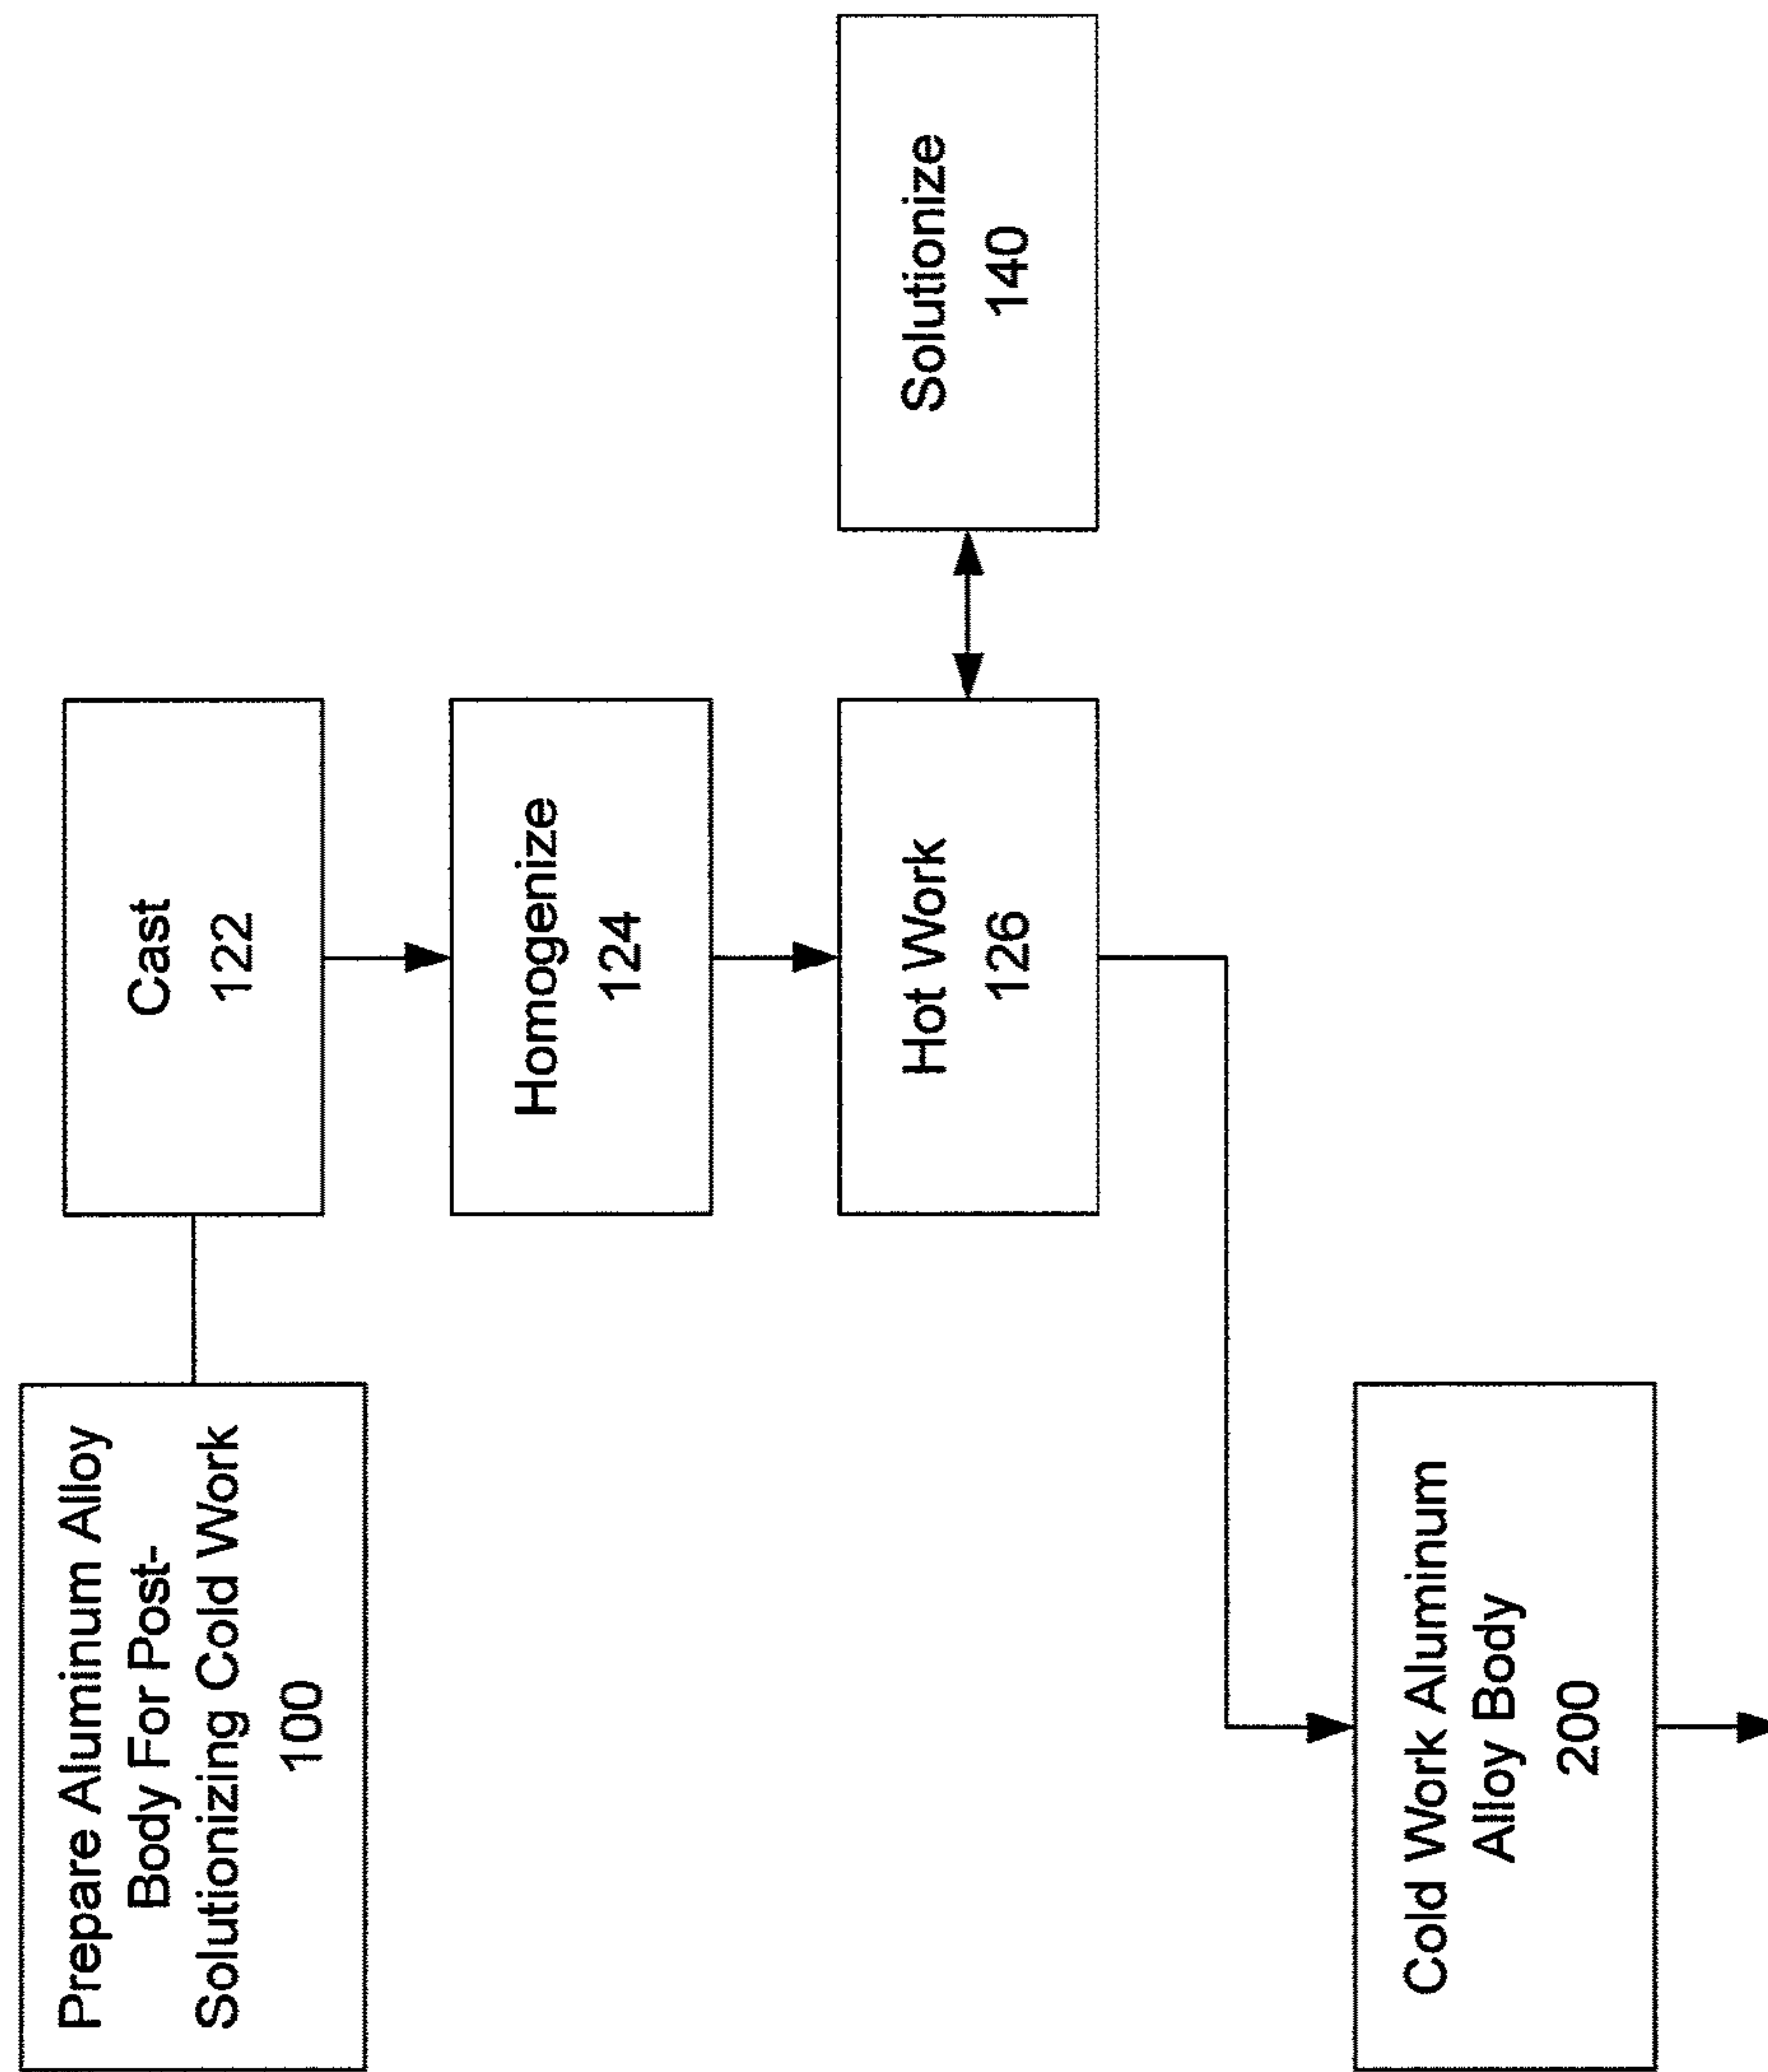 Prepare Aluminum Alloy
Body For Post-
Solutionizing Cold Work
100
Cast
122
Homogenize
124
Hot Work
126
Solutionize
140
Cold Work Aluminum
Alloy Body
200